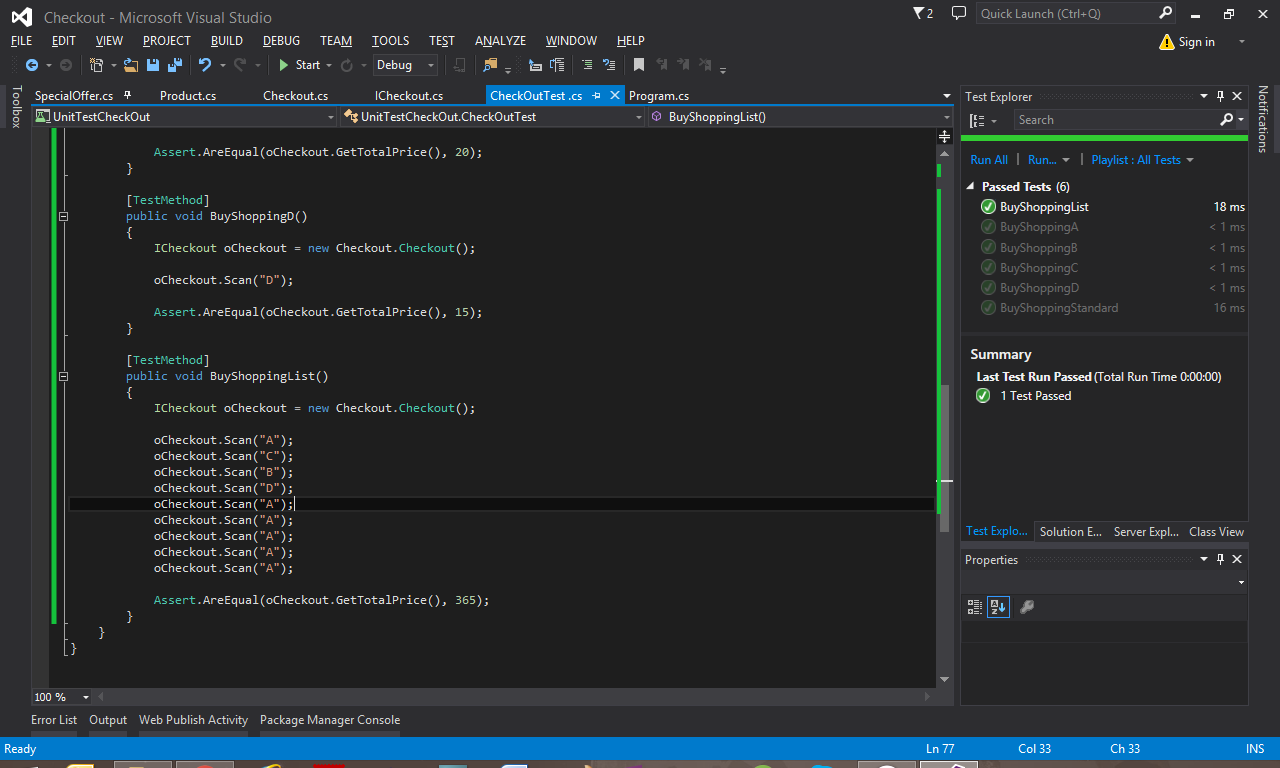 Checkout - Microsoft Visual Studio
2
Quick Launch (Ctrl+Q)
FILE EDIT VIEW PROJECT BUILD DEBUG TEAM TOOLS TEST ANALYZE WINDOW HELP
Sign in
Start Debug
Toolbox
SpecialOffer.cs Product.cs Checkout.cs ICheckout.cs CheckOutTest .cs Program.cs
UnitTestCheckOut UnitTestCheckOut.CheckOutTest BuyShoppingList()
Assert.AreEqual(oCheckout.GetTotalPrice(), 20);
}
[TestMethod]
public void BuyShoppingD()
{
ICheckout oCheckout = new Checkout.Checkout();
oCheckout.Scan("D");
Assert.AreEqual(oCheckout.GetTotalPrice(), 15);
}
[TestMethod]
public void BuyShoppingList()
{
ICheckout oCheckout = new Checkout.Checkout();
oCheckout.Scan("A");
oCheckout.Scan("C");
oCheckout.Scan("B");
oCheckout.Scan("D");
oCheckout.Scan("A");
oCheckout.Scan("A");
oCheckout.Scan("A");
oCheckout.Scan("A");
oCheckout.Scan("A");
Assert.AreEqual(oCheckout.GetTotalPrice(), 365);
}
}
}
100 %
Test Explorer
Search
Run All | Run... | Playlist : All Tests
Passed Tests (6)
BuyShoppingList 18 ms
BuyShoppingA < 1 ms
BuyShoppingB < 1 ms
BuyShoppingC < 1 ms
BuyShoppingD < 1 ms
BuyShoppingStandard 16 ms
Summary
Last Test Run Passed (Total Run Time 0:00:00)
1 Test Passed
Test Explo... Solution E... Server Expl... Class View
Properties
Notifications
Error List Output Web Publish Activity Package Manager Console
Ready Ln 77 Col 33 Ch 33 INS